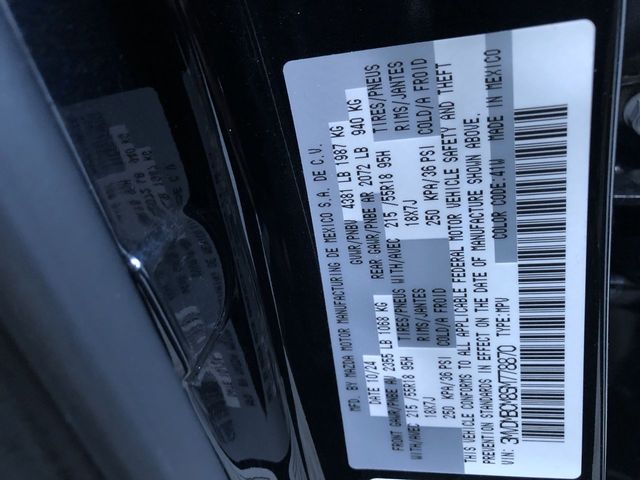 MFD. BY MAZDA MOTOR MANUFACTURING DE MEXICO S.A. DE C.V.
DATE 10/24 GVWR/PNBV 4381 LB 1987 KG
FRONT GAWR/PNBE AV 2355 LB 1068 KG REAR GAWR/PNBE AR 2072 LB 940 KG
WITH/AVEC 215/55R18 95H TIRES/PNEUS WITH/AVEC 215/55R18 95H TIRES/PNEUS
18X7J RIMS/JANTES 18X7J RIMS/JANTES
250 KPA/36 PSI COLD/A FROID 250 KPA/36 PSI COLD/A FROID
THIS VEHICLE CONFORMS TO ALL APPLICABLE FEDERAL MOTOR VEHICLE SAFETY AND THEFT
PREVENTION STANDARDS IN EFFECT ON THE DATE OF MANUFACTURE SHOWN ABOVE.
VIN: TYPE:MPV COLOR CODE:41W MADE IN MEXICO